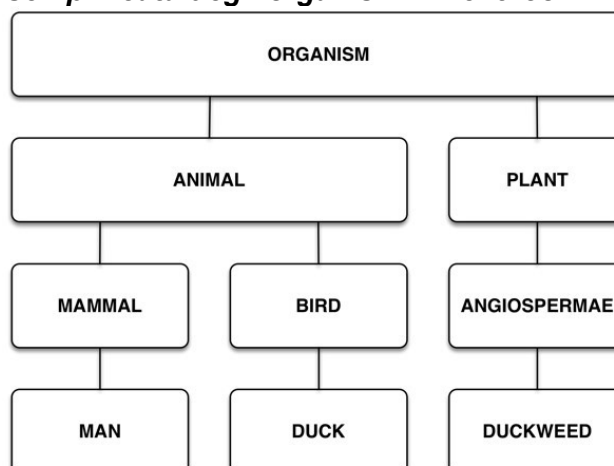 ORGANISM
ANIMAL PLANT
MAMMAL BIRD ANGIOSPERMAE
MAN DUCK DUCKWEED